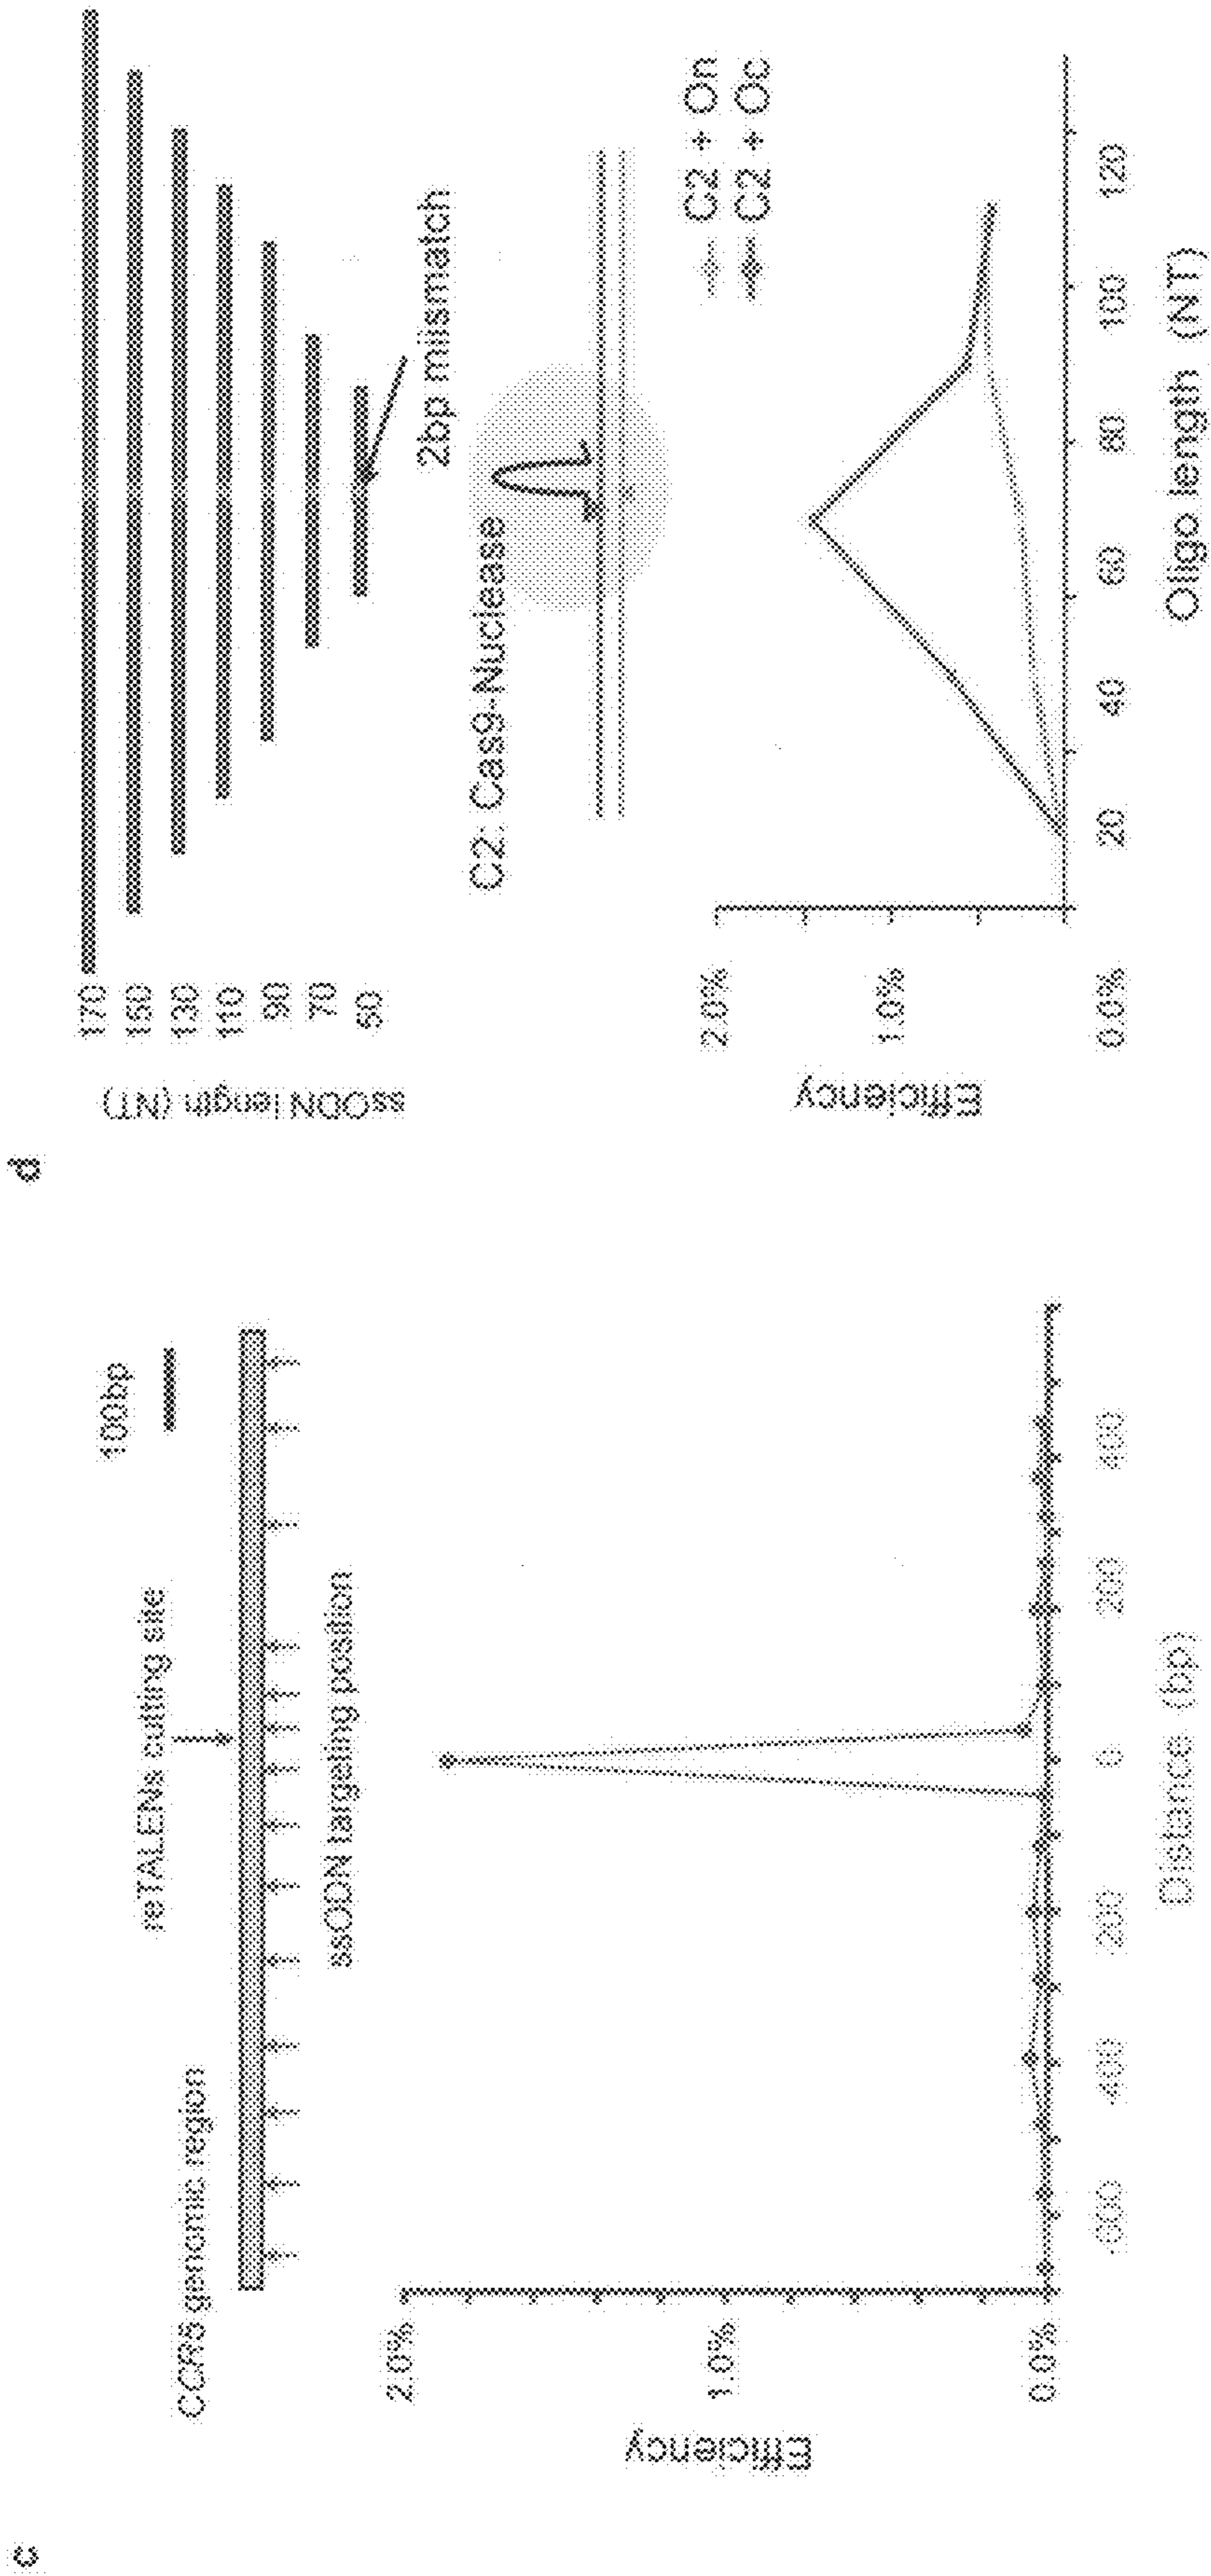 c
CCR5 genomic region
reTALENs cutting site
100bp
ssODN targeting position
Efficiency
2.0%
1.0%
0.0%
-600
-400
-200
0
200
400
Distance (bp)
d
ssODN length (NT)
170
150
130
110
90
70
50
2bp miismatch
C2: Cas9-Nuclease
C2 + On
C2 + Oc
Efficiency
2.0%
1.0%
0.0%
20
40
60
80
100
120
Oligo length (NT)